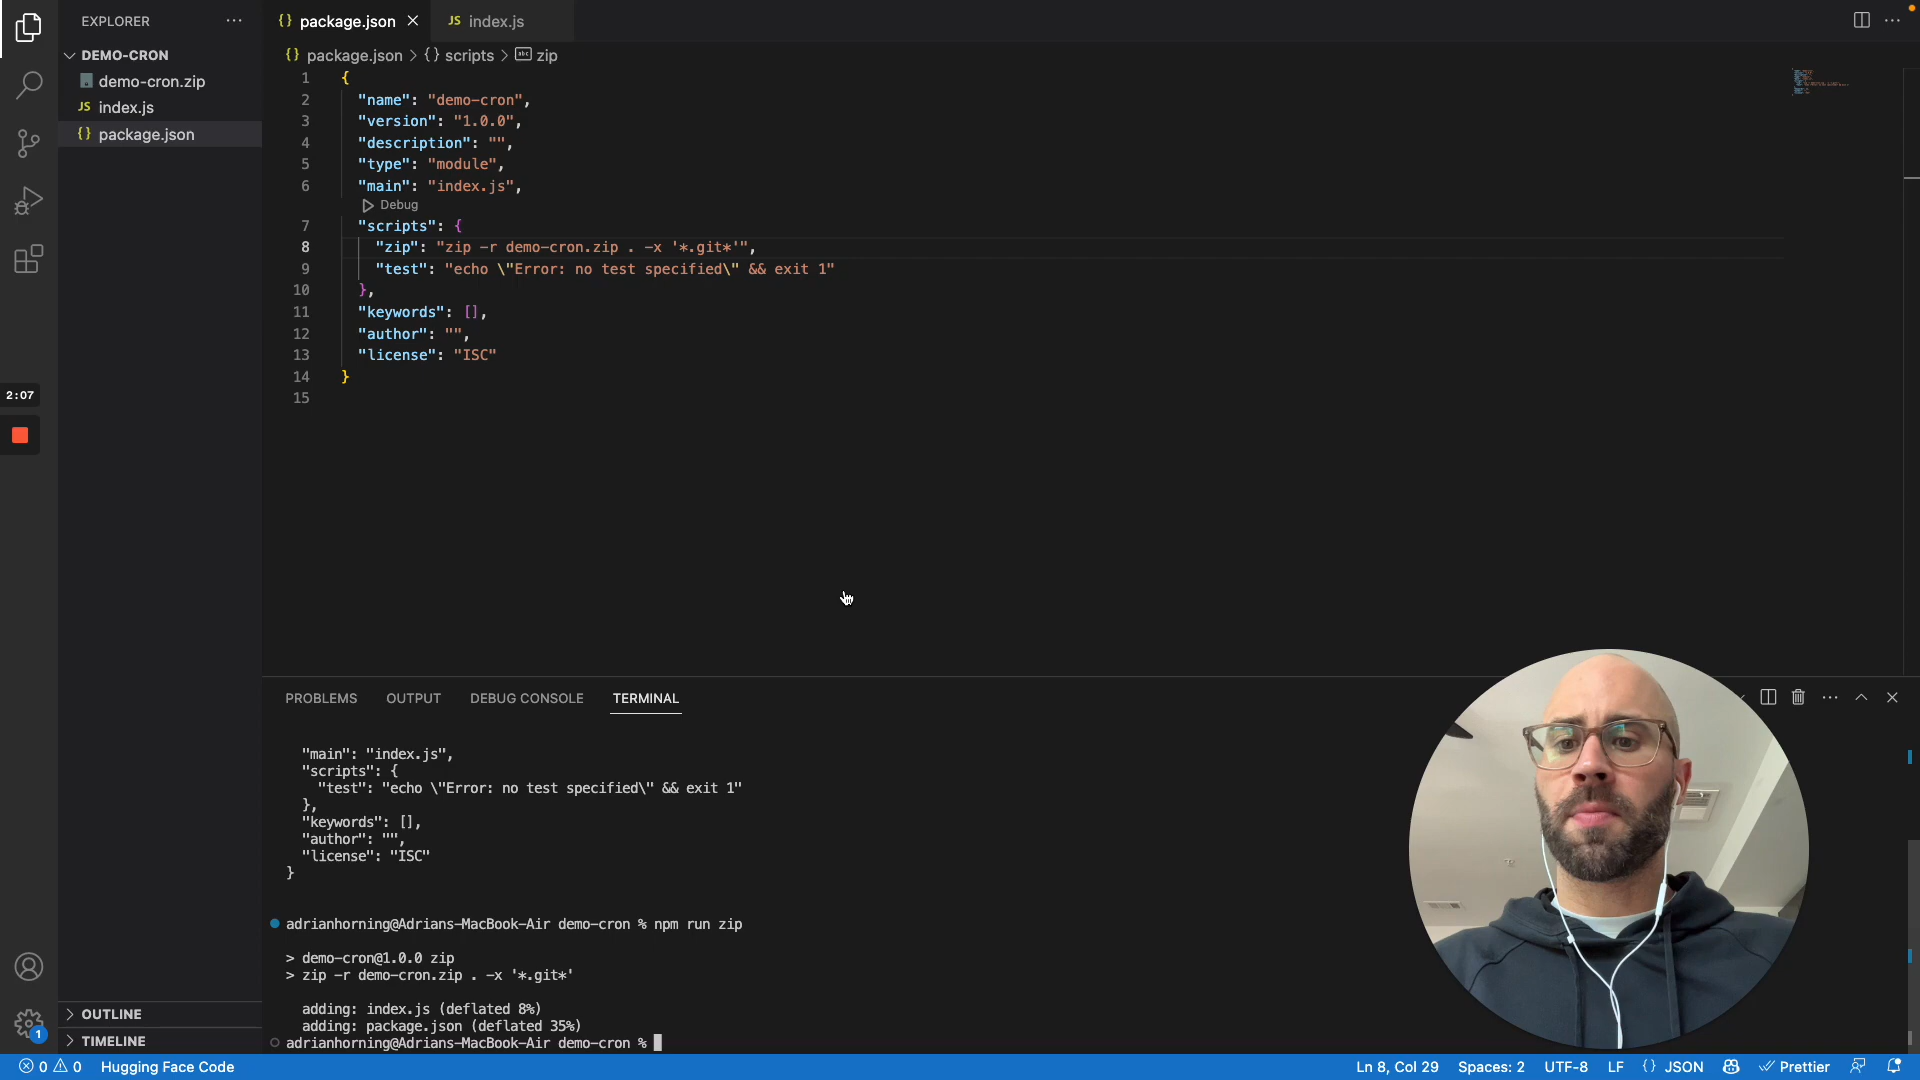 EXPLORER
DEMO-CRON
demo-cron.zip
JS index.js
{} package.json
2:07
OUTLINE
1
TIMELINE
{} package.json
JS index.js
{} package.json > {} scripts > abc zip
1 {
2 "name": "demo-cron",
3 "version": "1.0.0",
4 "description": "",
5 "type": "module",
6 "main": "index.js",
Debug
7 "scripts": {
8 "zip": "zip -r demo-cron.zip . -x '*.git*'",
9 "test": "echo \"Error: no test specified\" && exit 1"
10 },
11 "keywords": [],
12 "author": "",
13 "license": "ISC"
14 }
15
PROBLEMS OUTPUT DEBUG CONSOLE TERMINAL
"main": "index.js",
"scripts": {
"test": "echo \"Error: no test specified\" && exit 1"
},
"keywords": [],
"author": "",
"license": "ISC"
}
adrianhorning@Adrians-MacBook-Air demo-cron % npm run zip
> demo-cron@1.0.0 zip
> zip -r demo-cron.zip . -x '*.git*'
adding: index.js (deflated 8%)
adding: package.json (deflated 35%)
adrianhorning@Adrians-MacBook-Air demo-cron %
0 0 Hugging Face Code Ln 8, Col 29 Spaces: 2 UTF-8 LF {} JSON Prettier